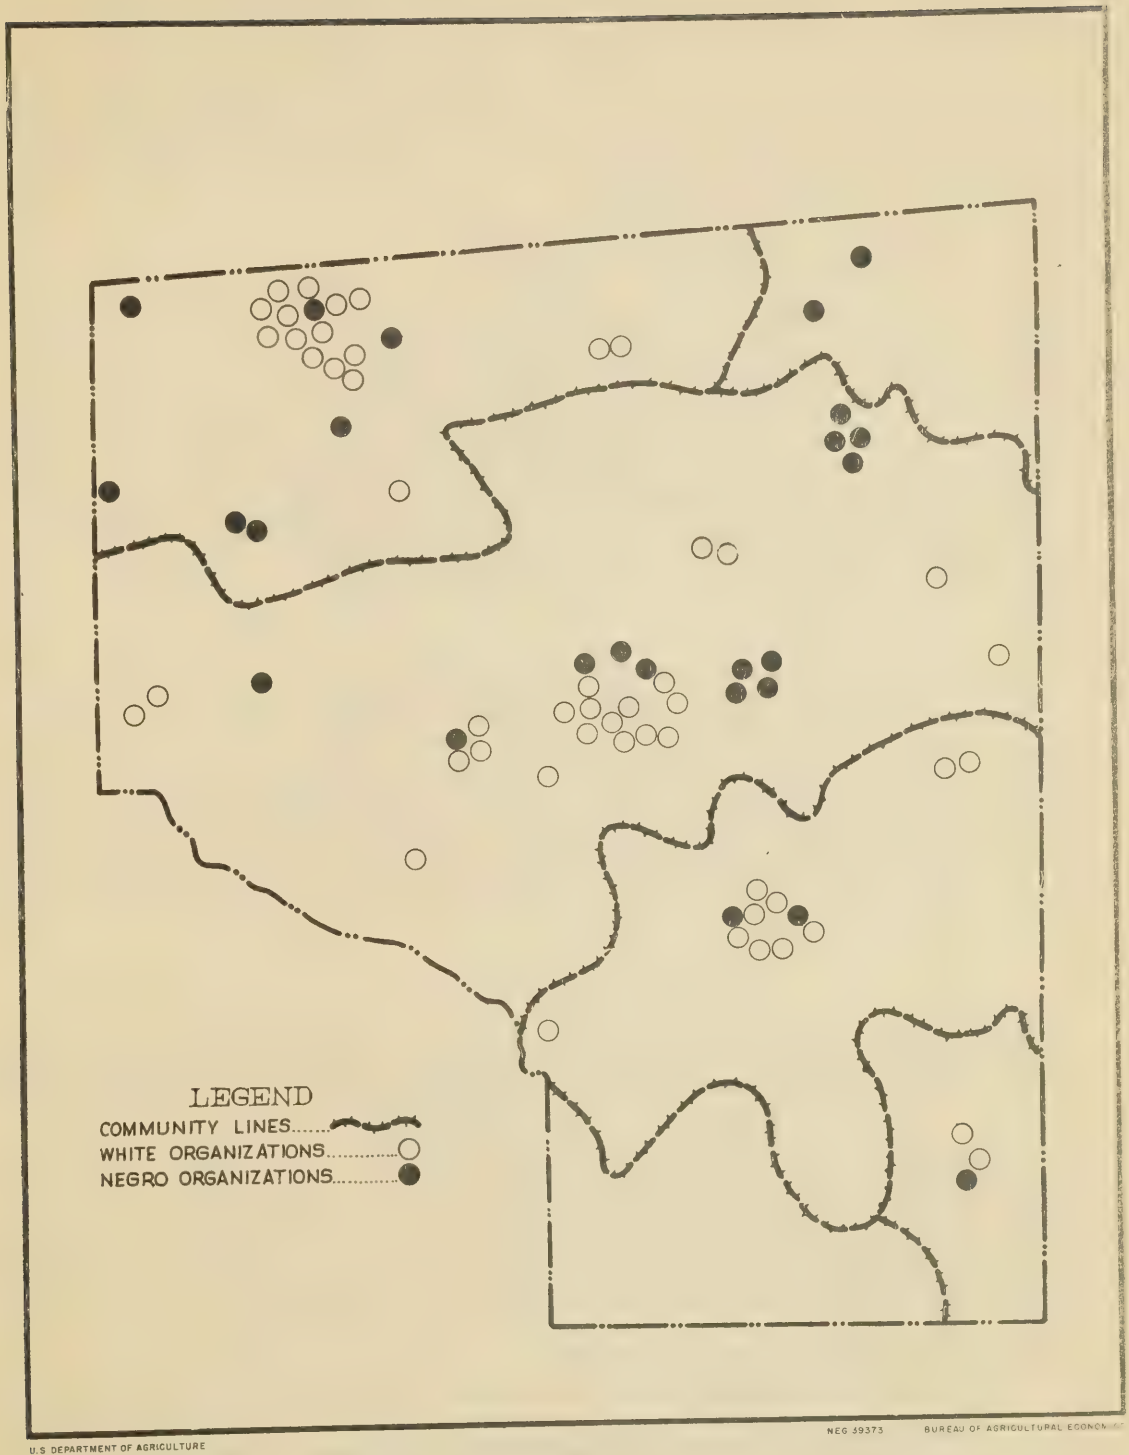 LEGEND
COMMUNITY LINES......
WHITE ORGANIZATIONS............
NEGRO ORGANIZATIONS...........
NEG 39373 BUREAU OF AGRICULTURAL
U.S DEPARTMENT OF AGRICULTURE